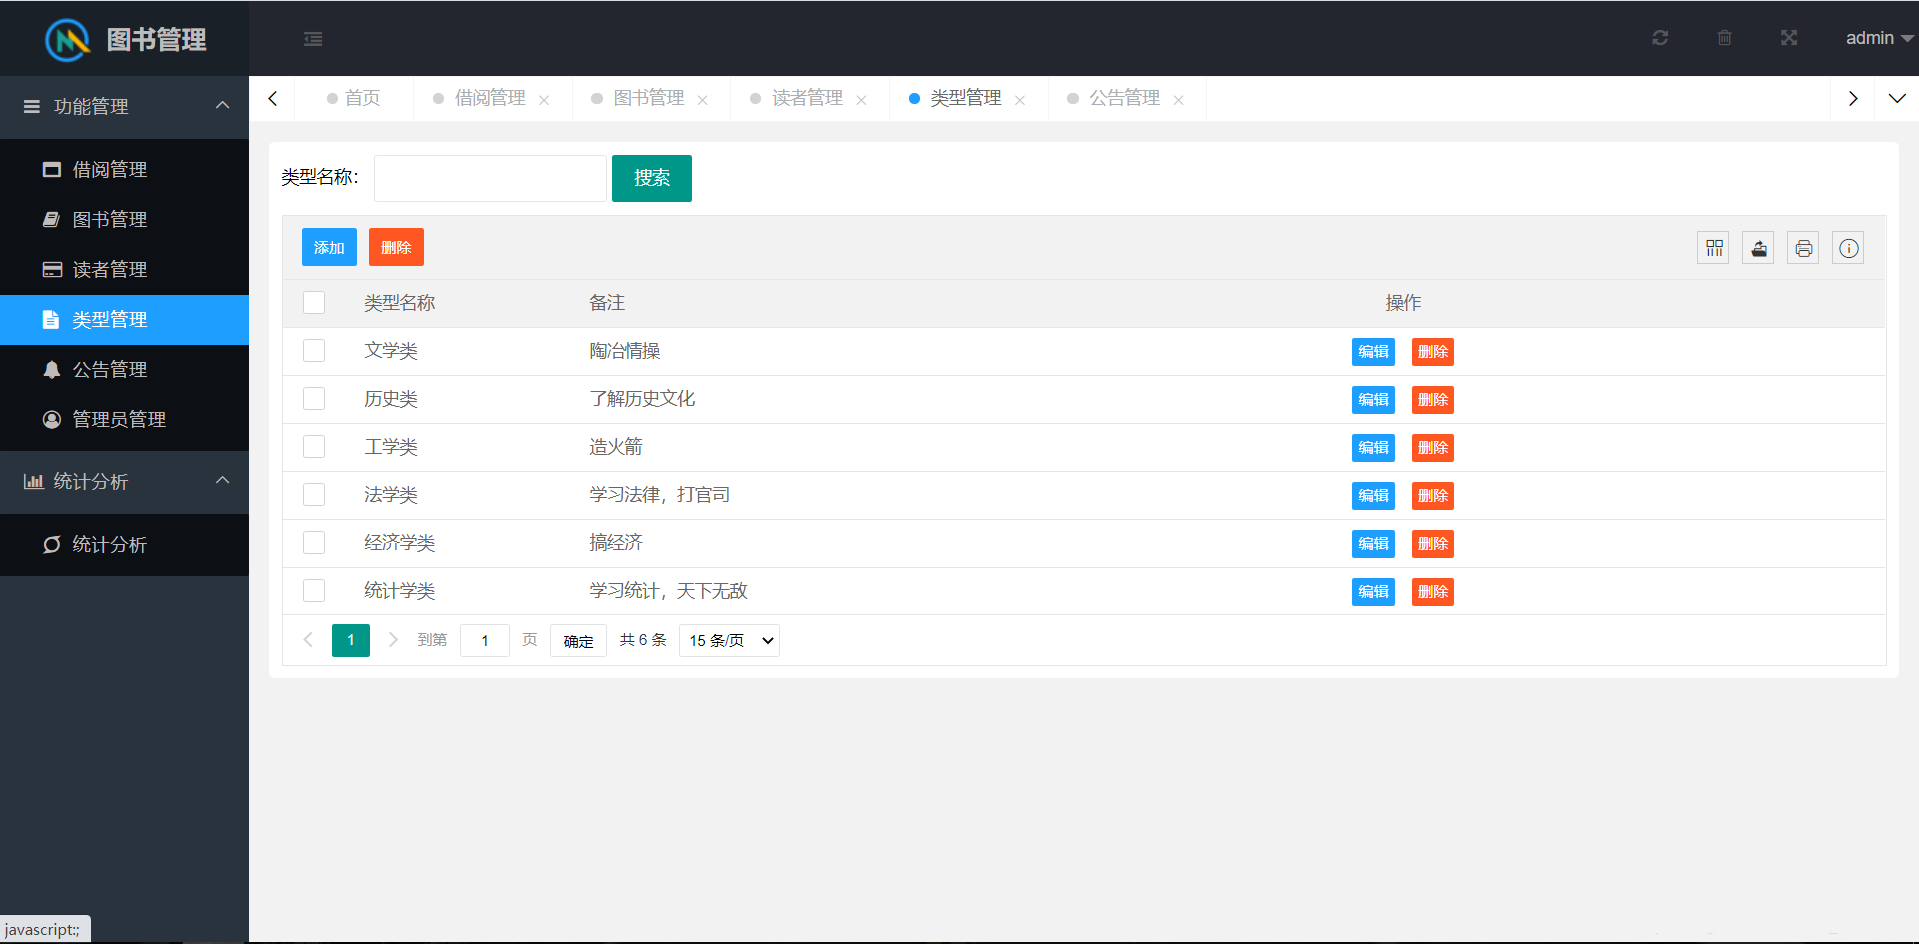 图书管理
admin
功能管理
借阅管理
图书管理
读者管理
类型管理
公告管理
管理员管理
统计分析
统计分析
首页 借阅管理 图书管理 读者管理 类型管理 公告管理
类型名称： 搜索
添加 删除
类型名称 备注 操作
文学类 陶冶情操 编辑 删除
历史类 了解历史文化 编辑 删除
工学类 造火箭 编辑 删除
法学类 学习法律，打官司 编辑 删除
经济学类 搞经济 编辑 删除
统计学类 学习统计，天下无敌 编辑 删除
1 到第 1 页 确定 共 6 条 15 条/页
javascript:;